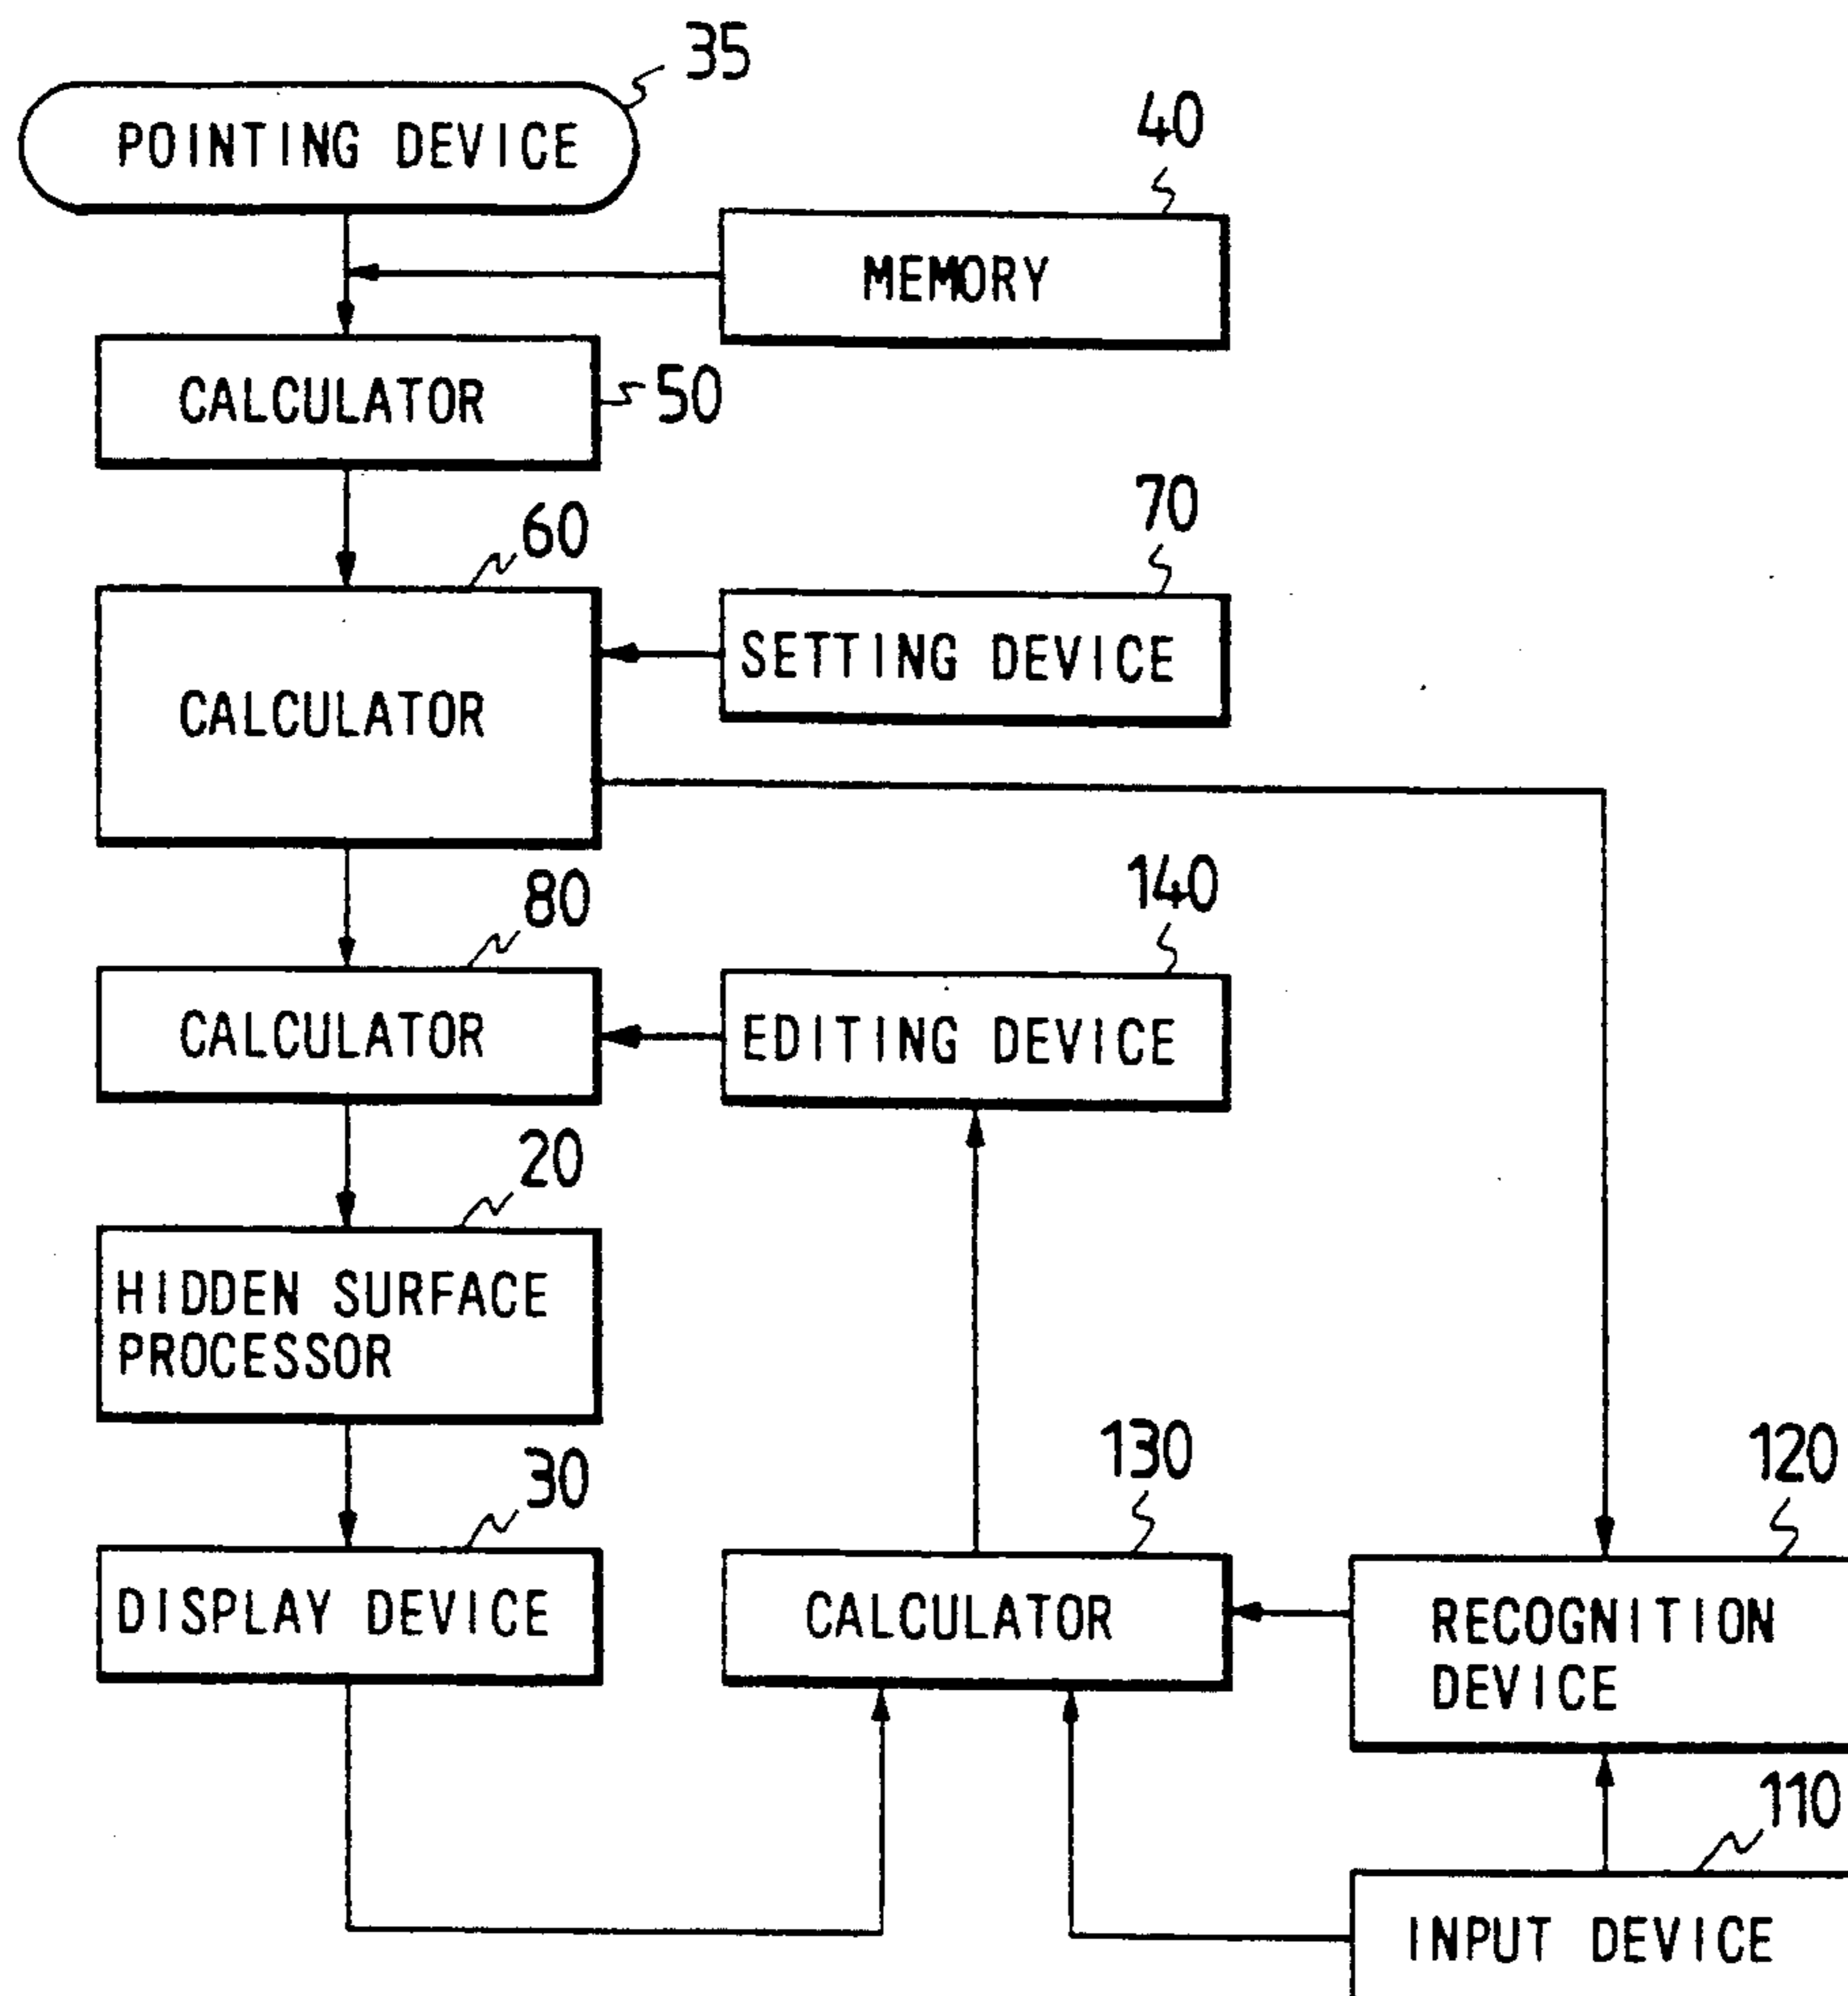 35
POINTING DEVICE
40
MEMORY
CALCULATOR
50
60
70
SETTING DEVICE
CALCULATOR
80
140
CALCULATOR
EDITING DEVICE
20
HIDDEN SURFACE
PROCESSOR
30
130
120
DISPLAY DEVICE
CALCULATOR
RECOGNITION
DEVICE
110
INPUT DEVICE